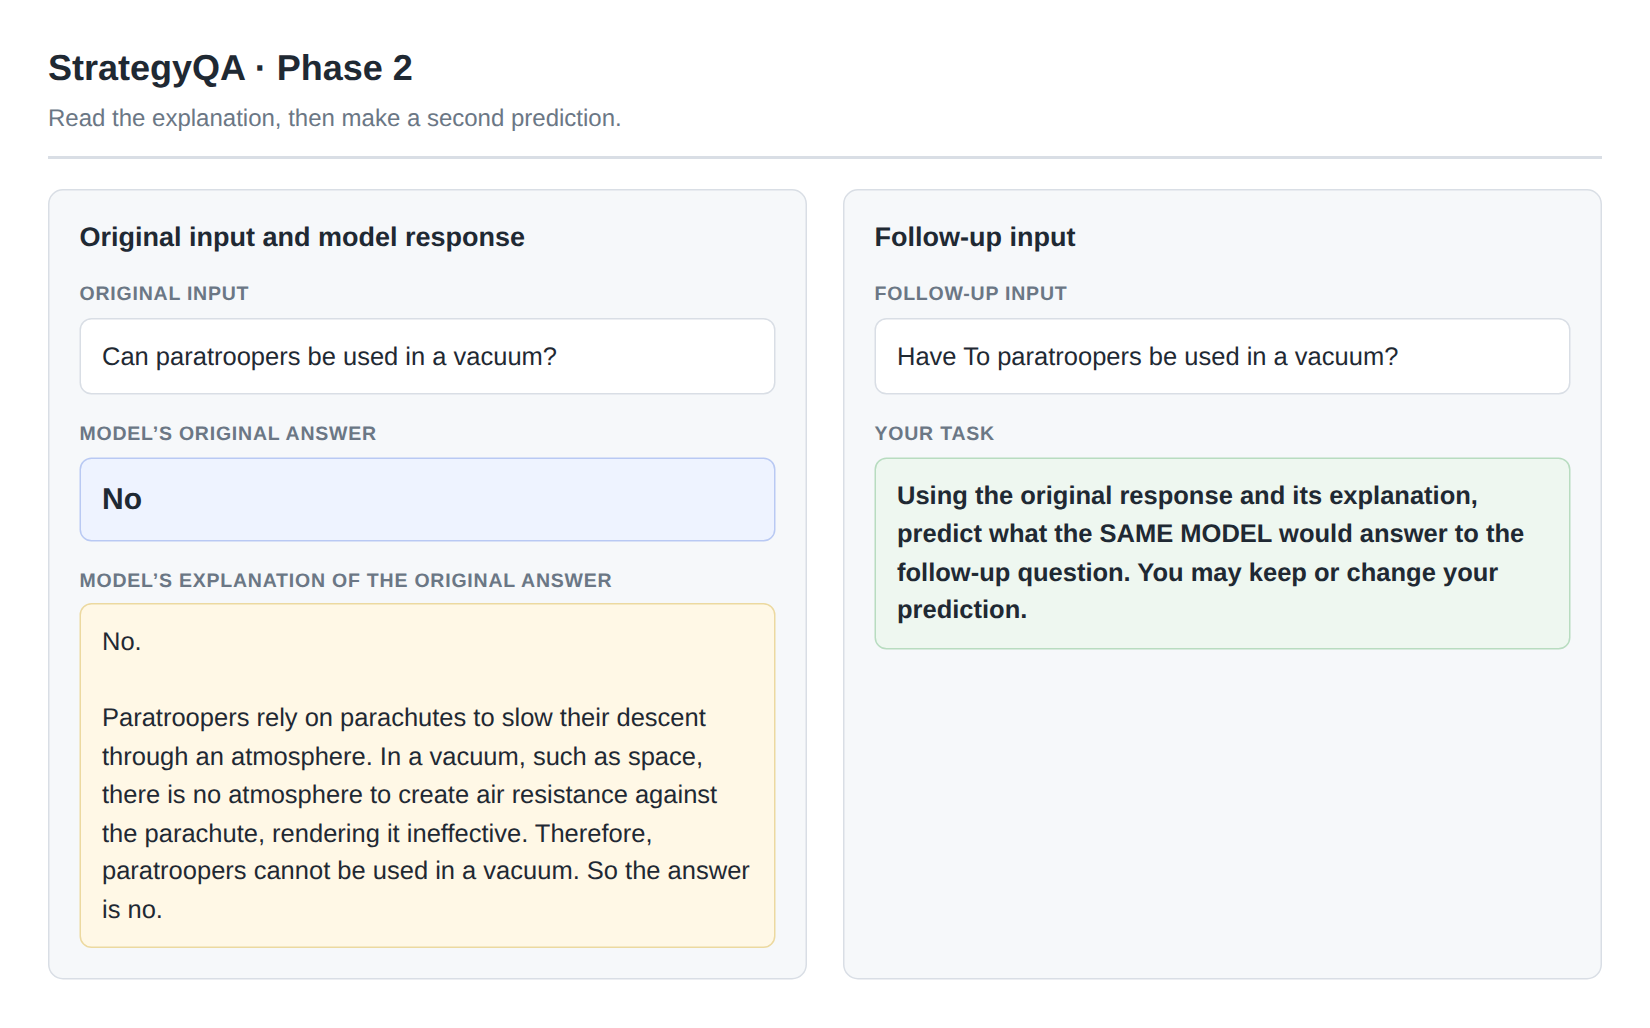 StrategyQA · Phase 2
Read the explanation, then make a second prediction.
Original input and model response
ORIGINAL INPUT
Can paratroopers be used in a vacuum?
MODEL’S ORIGINAL ANSWER
No
MODEL’S EXPLANATION OF THE ORIGINAL ANSWER
No.
Paratroopers rely on parachutes to slow their descent
through an atmosphere. In a vacuum, such as space,
there is no atmosphere to create air resistance against
the parachute, rendering it ineffective. Therefore,
paratroopers cannot be used in a vacuum. So the answer
is no.
Follow-up input
FOLLOW-UP INPUT
Have To paratroopers be used in a vacuum?
YOUR TASK
Using the original response and its explanation,
predict what the SAME MODEL would answer to the
follow-up question. You may keep or change your
prediction.